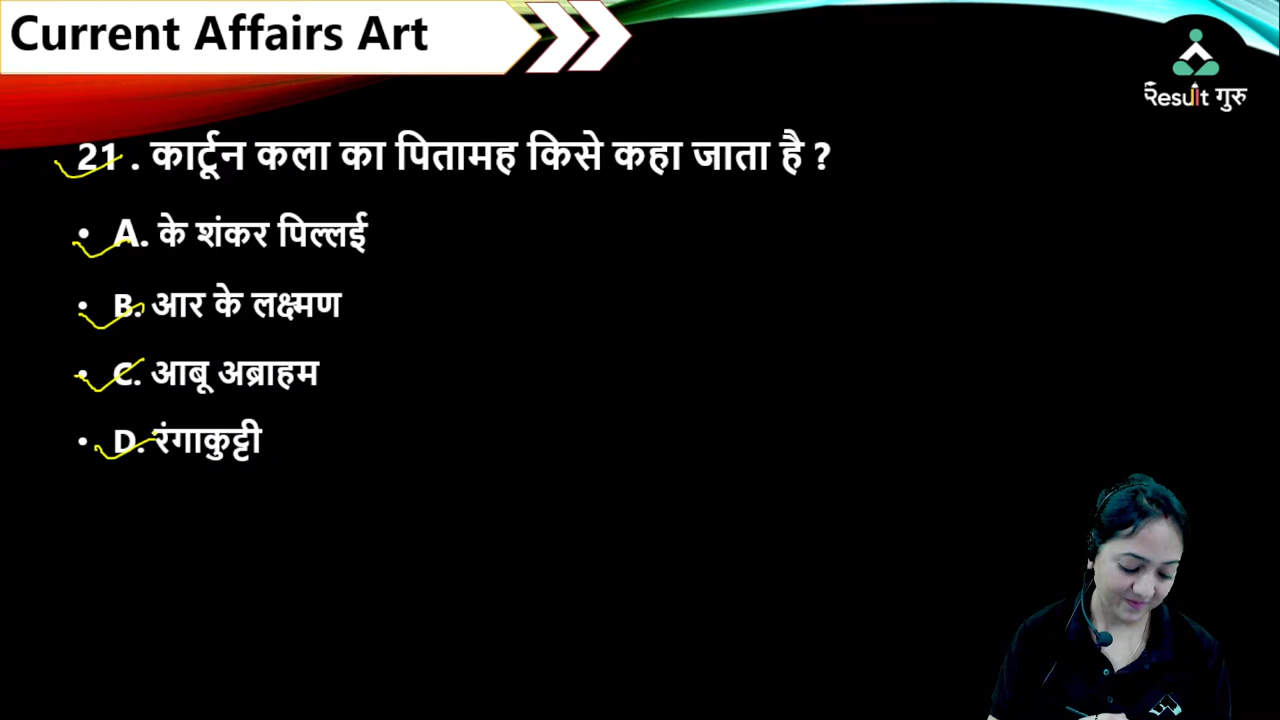 Current Affairs Art
Result गुरु
21 . कार्टून कला का पितामह किसे कहा जाता है ?
• A. के शंकर पिल्लई
• B. आर के लक्ष्मण
• C. आबू अब्राहम
• D. रंगाकुट्टी